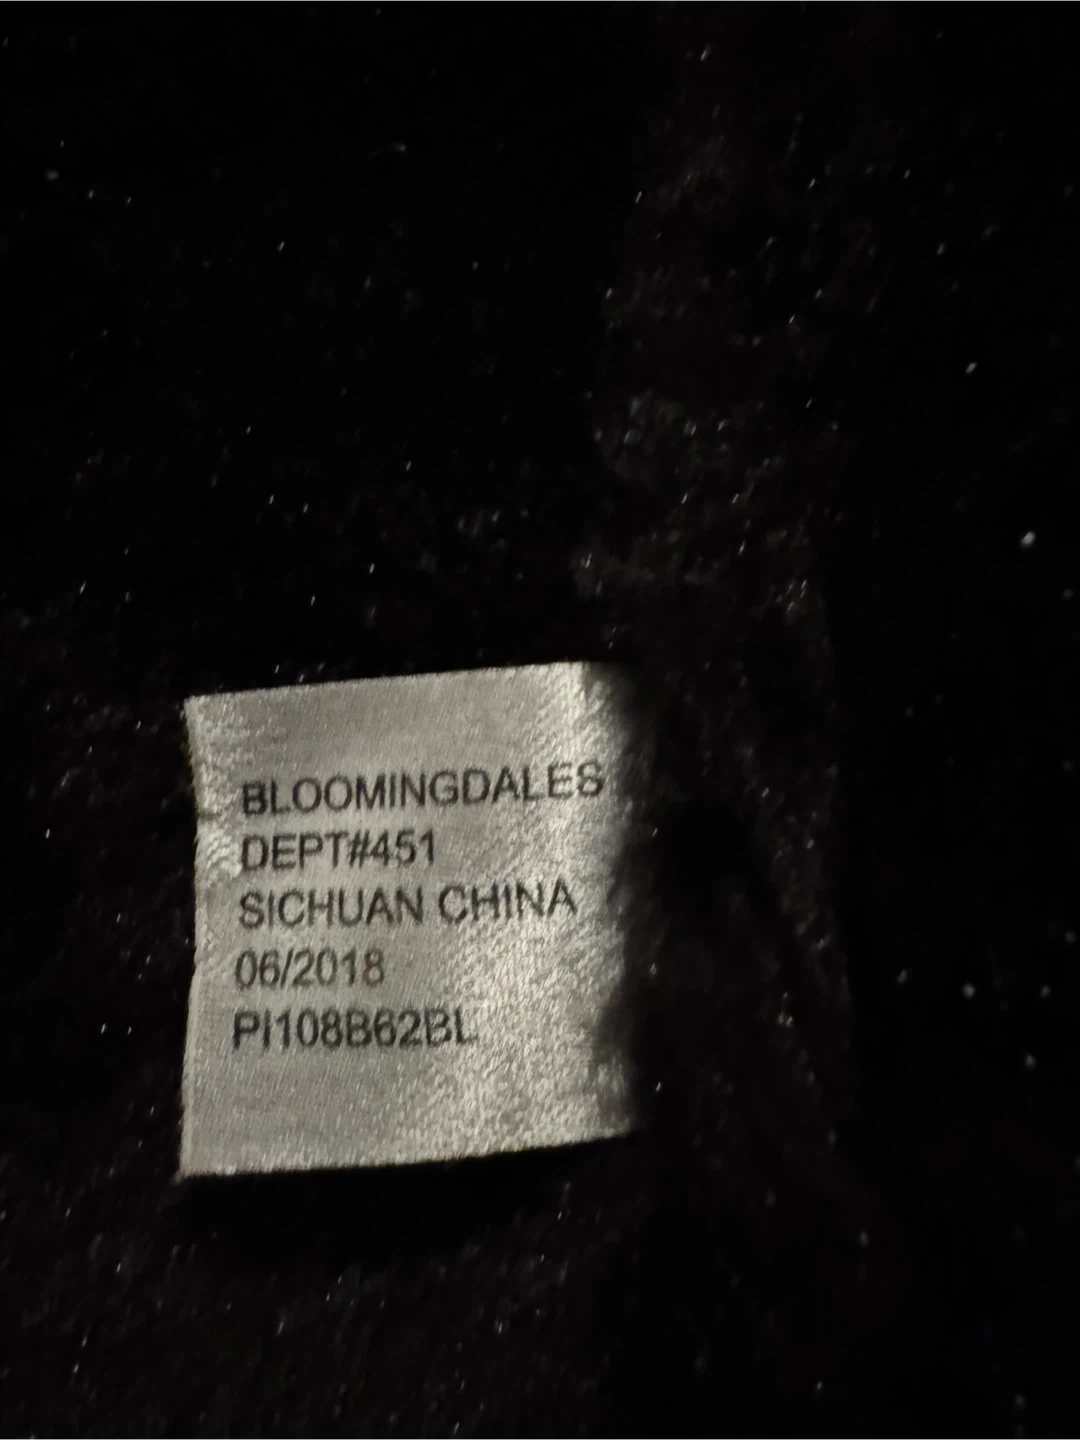 BLOOMINGDALES
DEPT#451
SICHUAN CHINA
06/2018
PI108B62BL